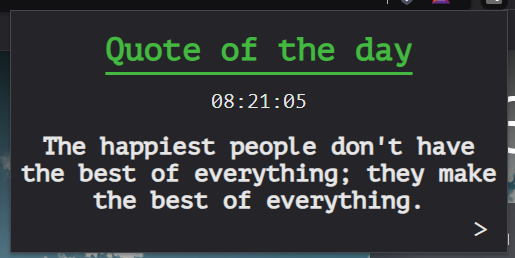 Quote of the day
08:21:05
The happiest people don't have
the best of everything; they make
the best of everything.
>